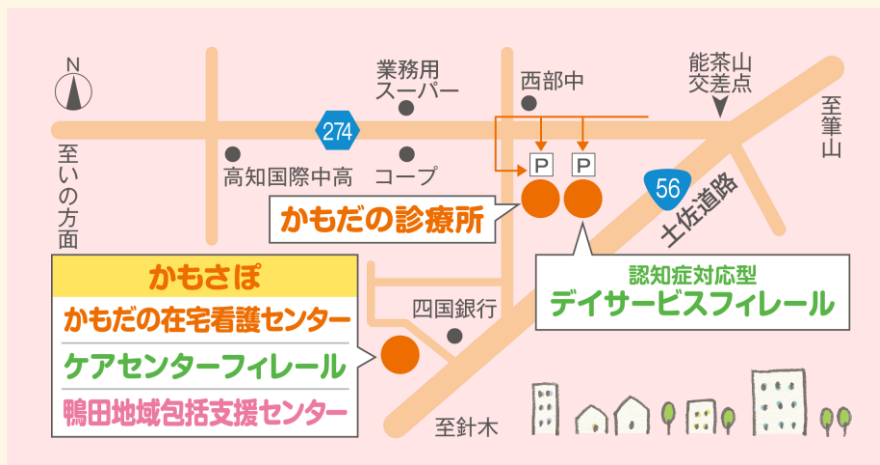 N
業務用
スーパー
西部中
能茶山
交差点
至筆山
274
至いの方面
高知国際中高
コープ
P
P
56
土佐道路
かもだの診療所
認知症対応型
デイサービスフィレール
かもさぽ
かもだの在宅看護センター
ケアセンターフィレール
鴨田地域包括支援センター
四国銀行
至針木